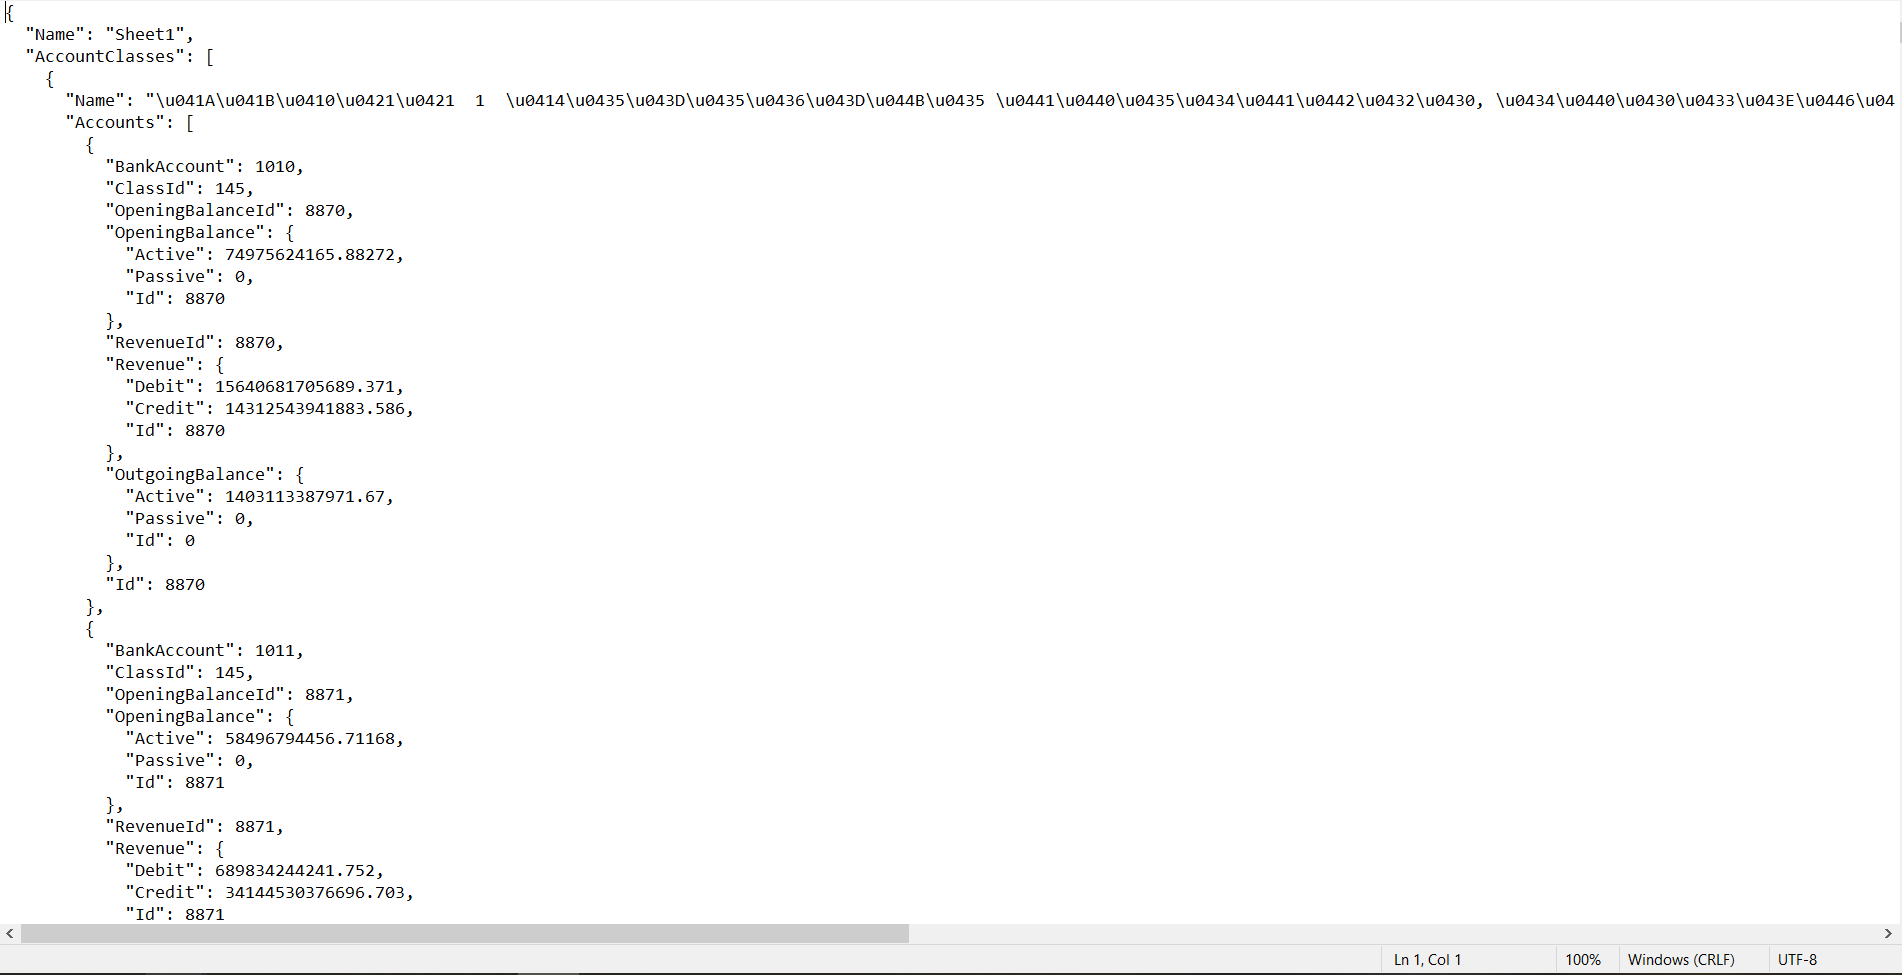 {
  "Name": "Sheet1",
  "AccountClasses": [
    {
      "Name": "\u041A\u041B\u0410\u0421\u0421  1  \u0414\u0435\u043D\u0435\u0436\u043D\u044B\u0435 \u0441\u0440\u0435\u0434\u0441\u0442\u0432\u0430, \u0434\u0440\u0430\u0433\u043E\u0446\u04
      "Accounts": [
        {
          "BankAccount": 1010,
          "ClassId": 145,
          "OpeningBalanceId": 8870,
          "OpeningBalance": {
            "Active": 74975624165.88272,
            "Passive": 0,
            "Id": 8870
          },
          "RevenueId": 8870,
          "Revenue": {
            "Debit": 15640681705689.371,
            "Credit": 14312543941883.586,
            "Id": 8870
          },
          "OutgoingBalance": {
            "Active": 1403113387971.67,
            "Passive": 0,
            "Id": 0
          },
          "Id": 8870
        },
        {
          "BankAccount": 1011,
          "ClassId": 145,
          "OpeningBalanceId": 8871,
          "OpeningBalance": {
            "Active": 58496794456.71168,
            "Passive": 0,
            "Id": 8871
          },
          "RevenueId": 8871,
          "Revenue": {
            "Debit": 689834244241.752,
            "Credit": 34144530376696.703,
            "Id": 8871
Ln 1, Col 1 100% Windows (CRLF) UTF-8